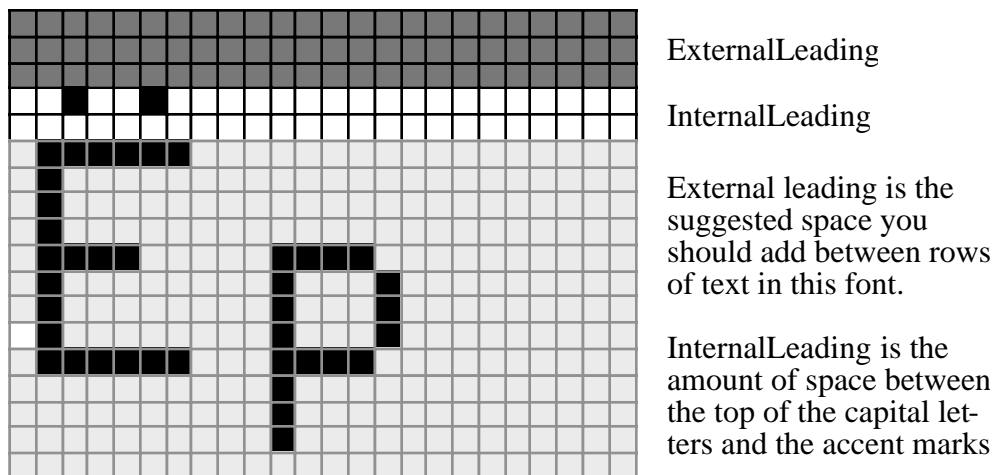 ExternalLeading
InternalLeading
External leading is the
suggested space you
should add between rows
of text in this font.
InternalLeading is the
amount of space between
the top of the capital let-
ters and the accent marks
Ëp